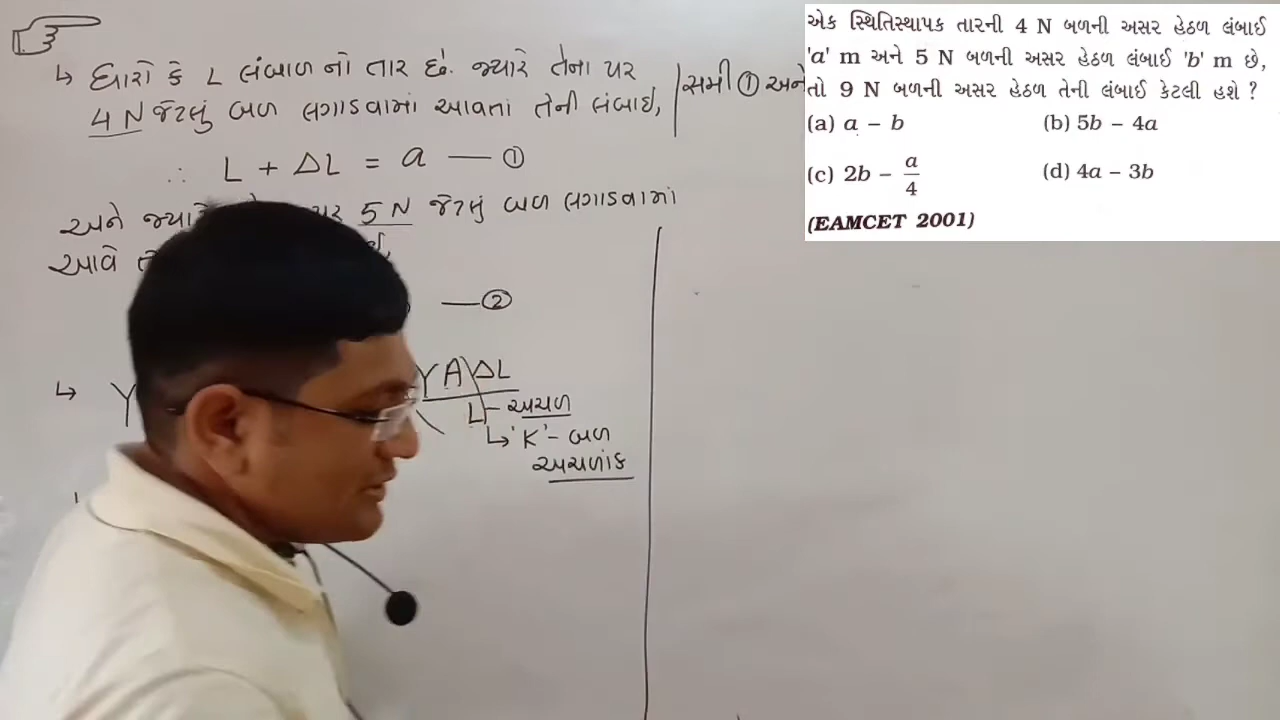 ↳ ધારો કે L લંબાઈ નો તાર છે. જ્યારે તેના પર
4 N જેટલું બળ લગાડવામાં આવતા તેની લંબાઈ,
∴ L + ΔL = a — ①
અને જ્યારે પર 5 N જેટલું બળ લગાડવામાં
આવે
— ②
↳ Y YAΔL
L - અચળ
↳ 'K' - બળ
અચળાંક
સમી ① અને
એક સ્થિતિસ્થાપક તારની 4 N બળની અસર હેઠળ લંબાઈ
'a' m અને 5 N બળની અસર હેઠળ લંબાઈ 'b' m છે,
તો 9 N બળની અસર હેઠળ તેની લંબાઈ કેટલી હશે ?
(a) a – b (b) 5b – 4a
(c) 2b – a/4 (d) 4a – 3b
(EAMCET 2001)